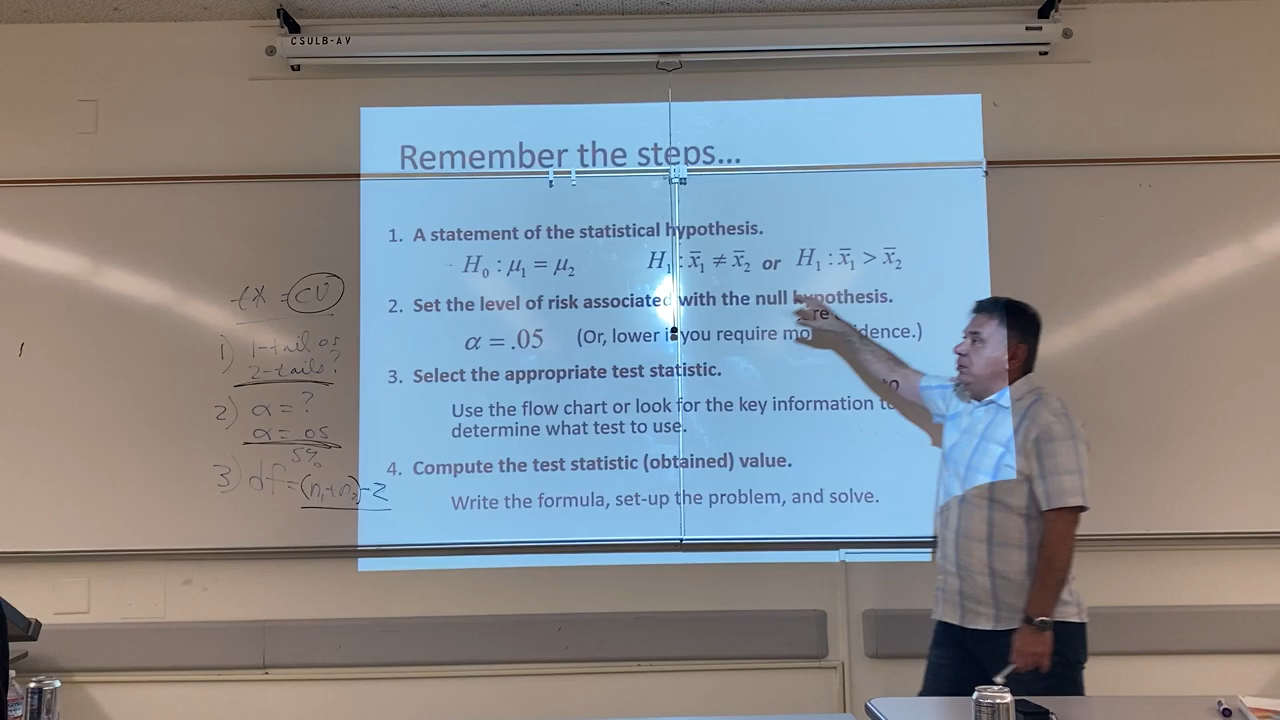 CSULB-AV
Remember the steps...
1. A statement of the statistical hypothesis.
H₀ : μ₁ = μ₂ H₁ : x̄₁ ≠ x̄₂ or H₁ : x̄₁ > x̄₂
2. Set the level of risk associated with the null hypothesis.
α = .05 (Or, lower if you require more evidence.)
3. Select the appropriate test statistic.
Use the flow chart or look for the key information to
determine what test to use.
4. Compute the test statistic (obtained) value.
Write the formula, set-up the problem, and solve.
= CV
1) 1-tail or
2-tails?
2) α = ?
α = .05
5%
3) df = (n₁+n₂)-2